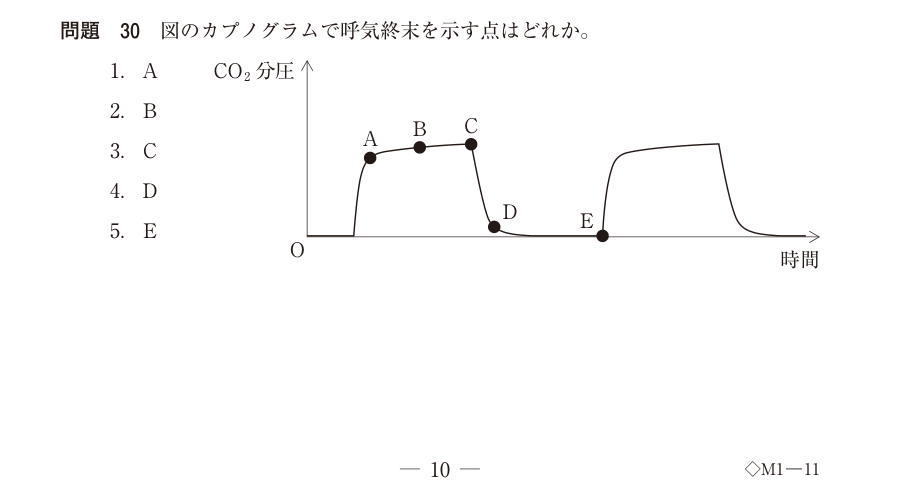 問題 30 図のカプノグラムで呼気終末を示す点はどれか。
1. A
2. B
3. C
4. D
5. E
CO₂ 分圧
A
B
C
D
E
O
時間
― 10 ―
◇M1―11